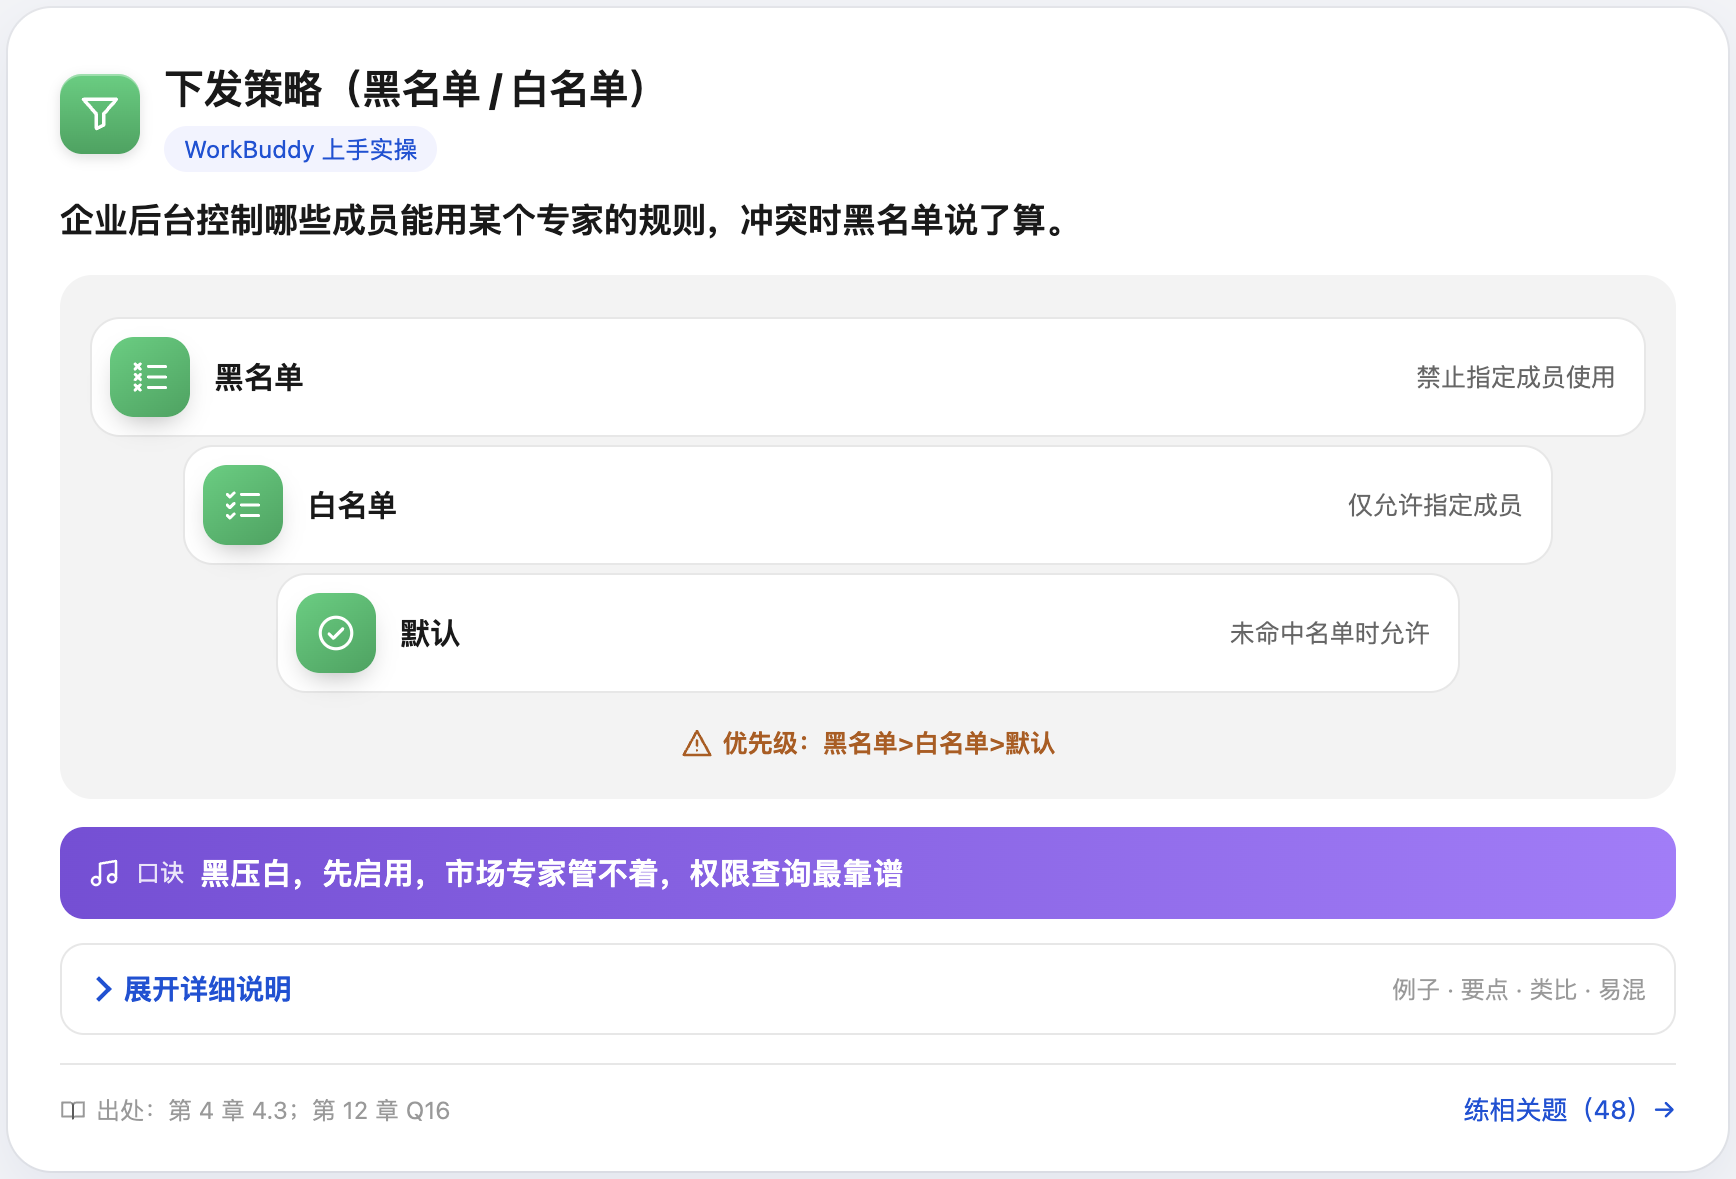 下发策略（黑名单 / 白名单）
WorkBuddy 上手实操
企业后台控制哪些成员能用某个专家的规则，冲突时黑名单说了算。
黑名单 禁止指定成员使用
白名单 仅允许指定成员
默认 未命中名单时允许
优先级：黑名单>白名单>默认
口诀 黑压白，先启用，市场专家管不着，权限查询最靠谱
展开详细说明 例子 · 要点 · 类比 · 易混
出处：第 4 章 4.3；第 12 章 Q16 练相关题（48）→